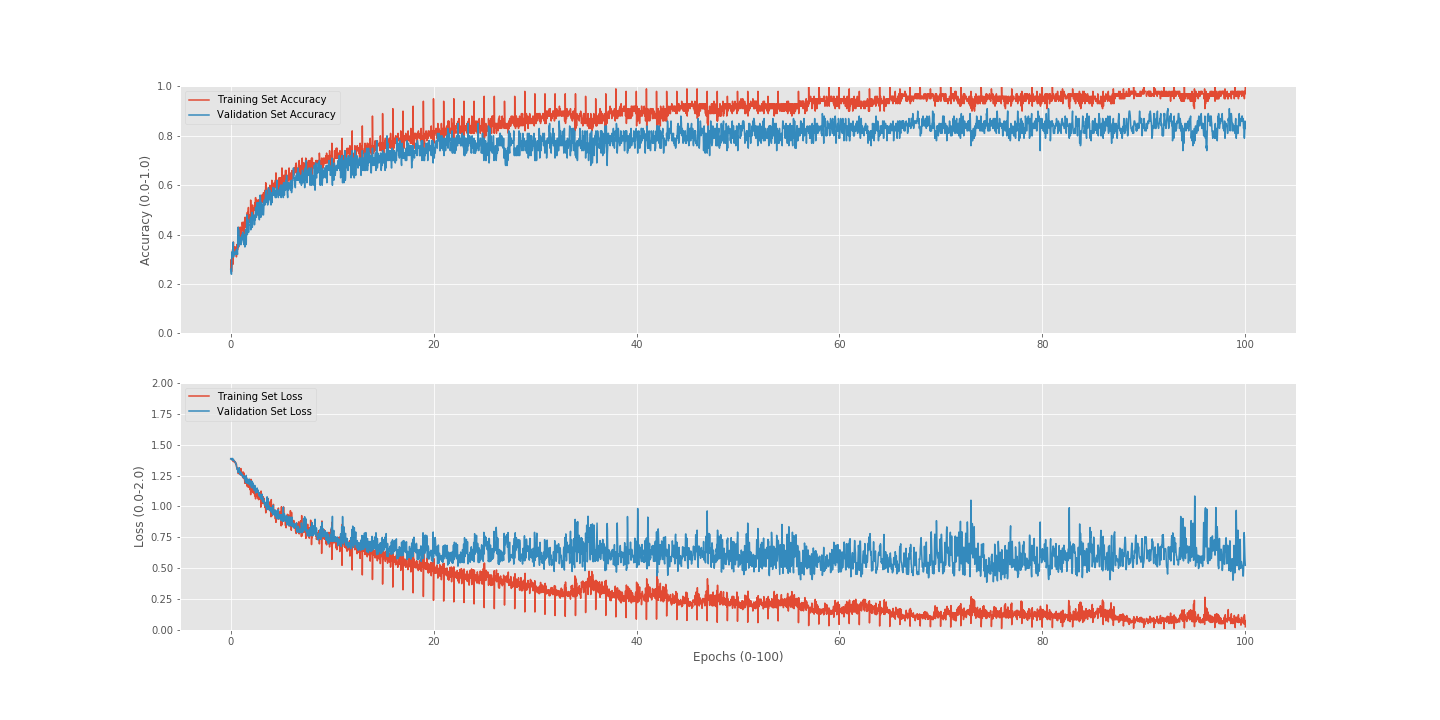 1.0
Training Set Accuracy
Validation Set Accuracy
0.8
0.6
0.4
0.2
0.0
Accuracy (0.0-1.0)
0 20 40 60 80 100
2.00
Training Set Loss
Validation Set Loss
1.75
1.50
1.25
1.00
0.75
0.50
0.25
0.00
Loss (0.0-2.0)
0 20 40 60 80 100
Epochs (0-100)